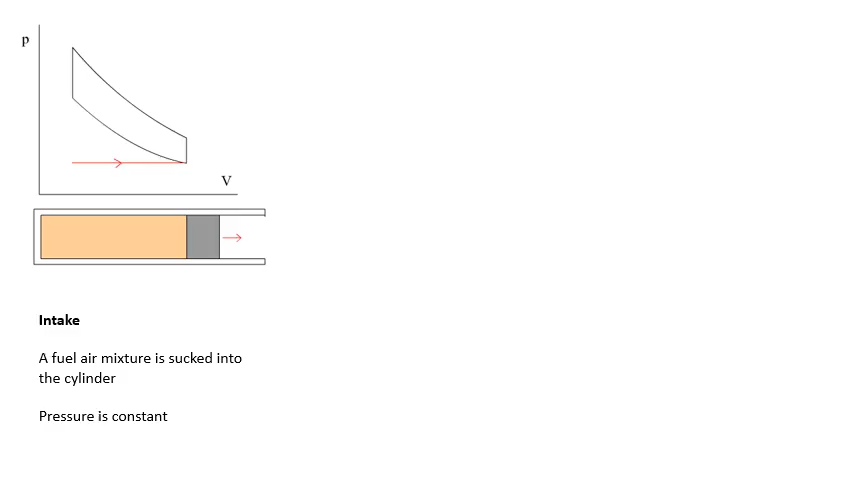 p
V
Intake
A fuel air mixture is sucked into
the cylinder
Pressure is constant